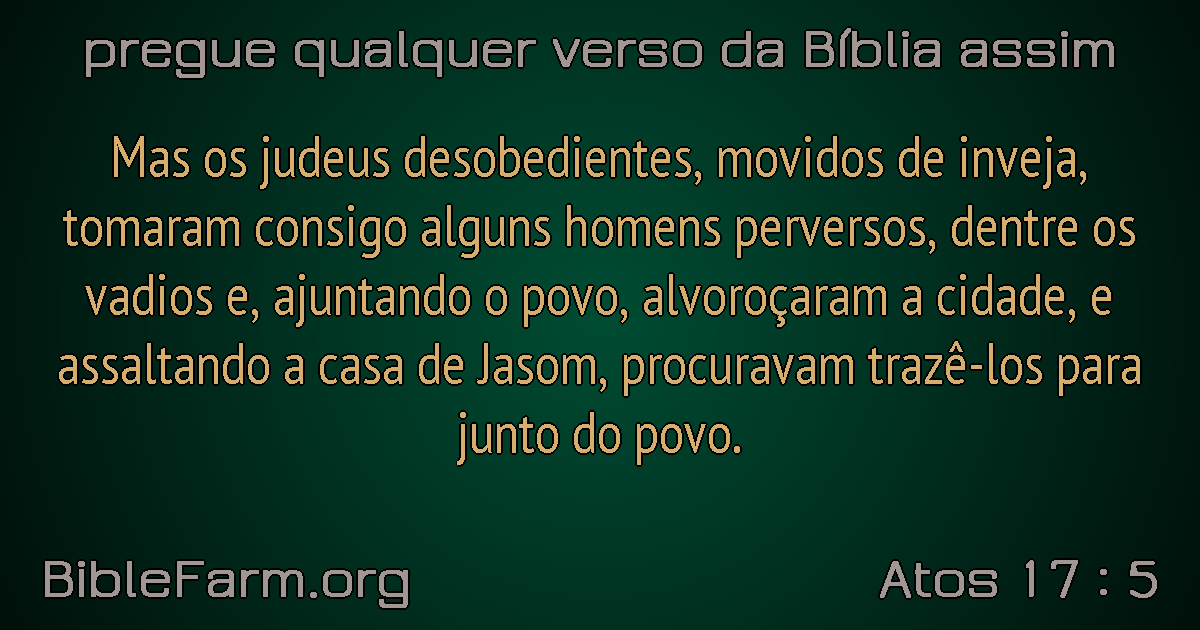 pregue qualquer verso da Bíblia assim
Mas os judeus desobedientes, movidos de inveja,
tomaram consigo alguns homens perversos, dentre os
vadios e, ajuntando o povo, alvoroçaram a cidade, e
assaltando a casa de Jasom, procuravam trazê-los para
junto do povo.
BibleFarm.org
Atos 17 : 5